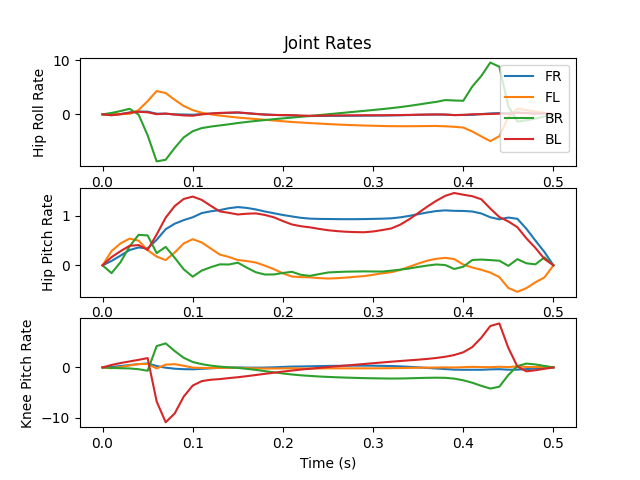 Joint Rates
Hip Roll Rate
10
0
FR
FL
BR
BL
0.0 0.1 0.2 0.3 0.4 0.5
Hip Pitch Rate
1
0
0.0 0.1 0.2 0.3 0.4 0.5
Knee Pitch Rate
0
−10
0.0 0.1 0.2 0.3 0.4 0.5
Time (s)